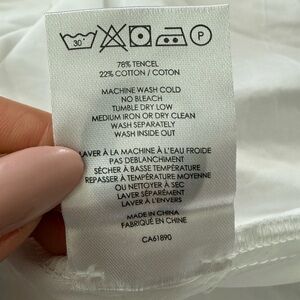 30°
P
78% TENCEL
22% COTTON / COTON
MACHINE WASH COLD
NO BLEACH
TUMBLE DRY LOW
MEDIUM IRON OR DRY CLEAN
WASH SEPARATELY
WASH INSIDE OUT
LAVER À LA MACHINE À L'EAU FROIDE
PAS DEBLANCHIMENT
SÉCHER À BASSE TEMPÉRATURE
REPASSER À TEMPÉRATURE MOYENNE
OU NETTOYER À SEC
LAVER SÉPARÉMENT
LAVER À L'ENVERS
MADE IN CHINA
FABRIQUÉ EN CHINE
CA61890